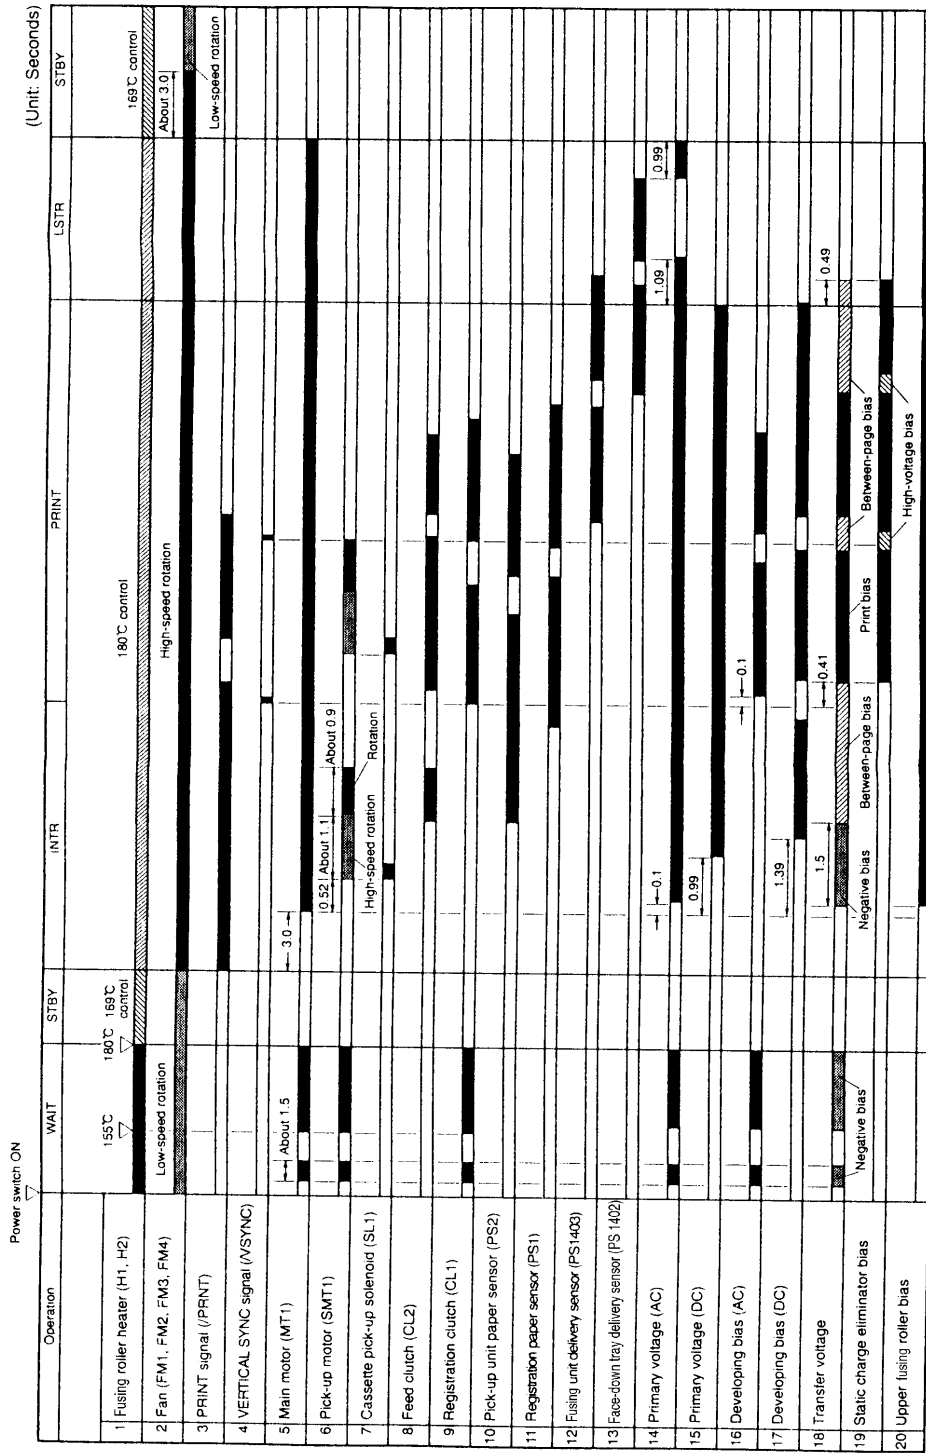 (Unit: Seconds)
Power switch ON
Operation WAIT STBY INTR PRINT LSTR STBY
155℃ 180℃ 169℃ control 180℃ control 169℃ control
1 Fusing roller heater (H1, H2)
About 3.0
2 Fan (FM1, FM2, FM3, FM4) Low-speed rotation High-speed rotation Low-speed rotation
3 PRINT signal (/PRNT)
4 VERTICAL SYNC signal (/VSYNC)
About 1.5 3.0
5 Main motor (MT1)
0.52 About 1.1 About 0.9
6 Pick-up motor (SMT1)
High-speed rotation Rotation
7 Cassette pick-up solenoid (SL1)
8 Feed clutch (CL2)
9 Registration clutch (CL1)
10 Pick-up unit paper sensor (PS2)
11 Registration paper sensor (PS1)
12 Fusing unit delivery sensor (PS1403)
13 Face-down tray delivery sensor (PS 1402)
0.1 1.09 0.99
14 Primary voltage (AC)
0.99
15 Primary voltage (DC)
0.1
16 Developing bias (AC)
1.39
17 Developing bias (DC)
1.5 0.41 0.49
18 Transfer voltage
Negative bias Negative bias Between-page bias Print bias Between-page bias
19 Static charge eliminator bias
High-voltage bias
20 Upper fusing roller bias